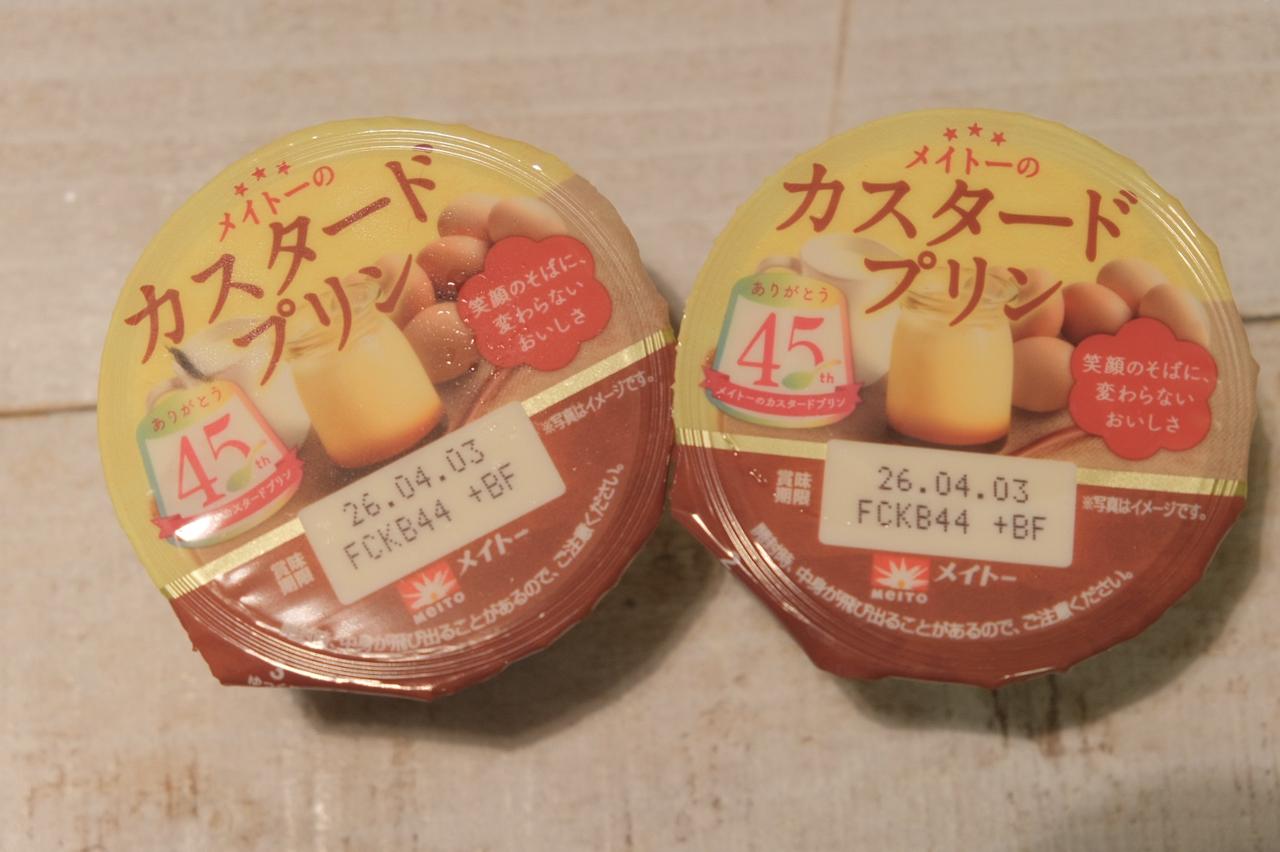 メイトーの
カスタード
プリン
笑顔のそばに、
変わらない
おいしさ
ありがとう
45th
カスタードプリン
※写真はイメージです。
賞味
期限
26.04.03
FCKB44 +BF
メイトー
MEITO
中身が飛び出ることがあるので、ご注意ください。
メイトーの
カスタード
プリン
ありがとう
45th
メイトーのカスタードプリン
笑顔のそばに、
変わらない
おいしさ
※写真はイメージです。
賞味
期限
26.04.03
FCKB44 +BF
メイトー
MEITO
開封時、中身が飛び出ることがあるので、ご注意ください。